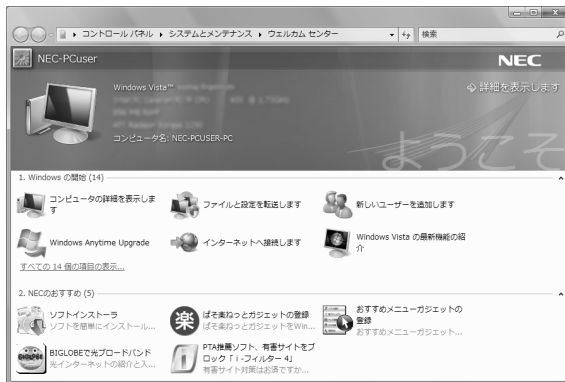 コントロール パネル ▸ システムとメンテナンス ▸ ウェルカム センター
検索
NEC-PCuser
NEC
Windows Vista™
詳細を表示します
コンピュータ名: NEC-PCUSER-PC
ようこそ
1. Windows の開始 (14)
コンピュータの詳細を表示しま
す
ファイルと設定を転送します
新しいユーザーを追加します
Windows Anytime Upgrade
インターネットへ接続します
Windows Vista の最新機能の紹
介
すべての 14 個の項目の表示...
2. NECのおすすめ (5)
ソフトインストーラ
ソフトを簡単にインストール...
楽
ぱそ楽ねっとガジェットの登録
ぱそ楽ねっとガジェットをWin...
おすすめメニューガジェットの
登録
おすすめメニューガジェット...
BIGLOBE
BIGLOBEで光ブロードバンド
光インターネットの紹介と入...
PTA推薦ソフト、有害サイトをブ
ロック「i -フィルター 4」
有害サイト対策はお済ですか...